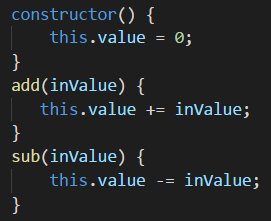 constructor() {
    this.value = 0;
}
add(inValue) {
   this.value += inValue;
}
sub(inValue) {
    this.value -= inValue;
}